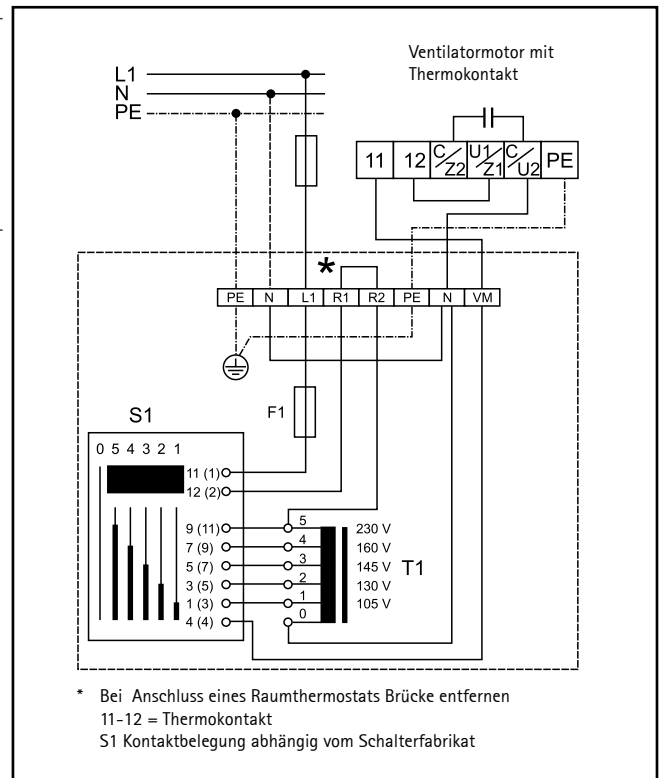 Ventilatormotor mit
Thermokontakt
L1
N
PE
11 12 C/Z2 U1/Z1 C/U2 PE
*
PE N L1 R1 R2 PE N VM
F1
S1
0 5 4 3 2 1
11 (1)
12 (2)
9 (11) 5 230 V
7 (9) 4 160 V
5 (7) 3 145 V
T1
3 (5) 2 130 V
1 (3) 1 105 V
4 (4) 0
* Bei Anschluss eines Raumthermostats Brücke entfernen
11-12 = Thermokontakt
S1 Kontaktbelegung abhängig vom Schalterfabrikat